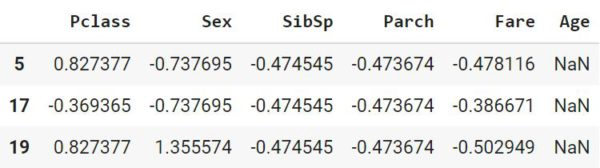 Pclass Sex SibSp Parch Fare Age
5 0.827377 -0.737695 -0.474545 -0.473674 -0.478116 NaN
17 -0.369365 -0.737695 -0.474545 -0.473674 -0.386671 NaN
19 0.827377 1.355574 -0.474545 -0.473674 -0.502949 NaN